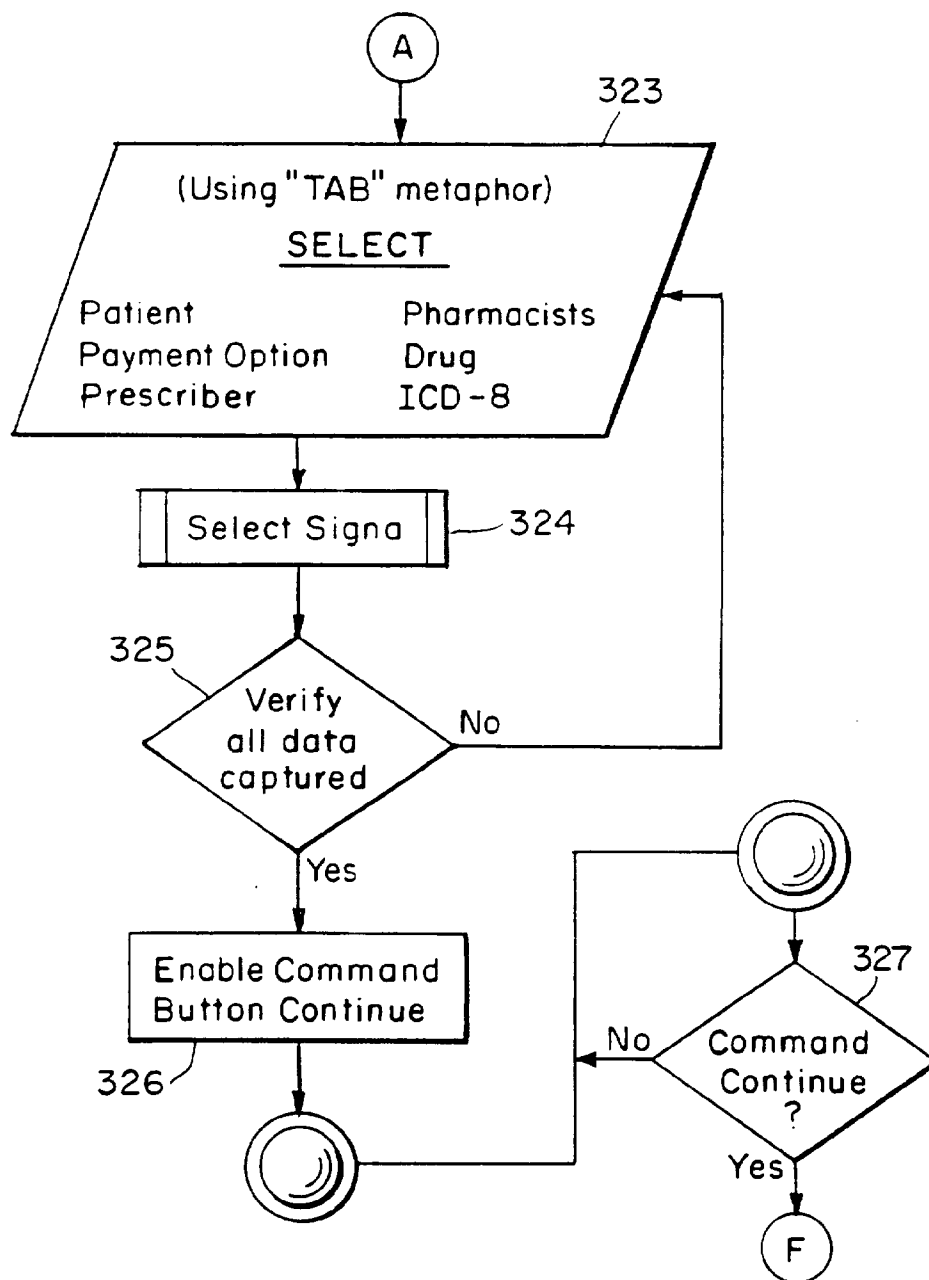 A
323
(Using "TAB" metaphor)
SELECT
Patient Pharmacists
Payment Option Drug
Prescriber ICD-8
Select Signa
324
325
Verify
all data
captured
No
Yes
Enable Command
Button Continue
326
327
Command
Continue
?
No
Yes
F